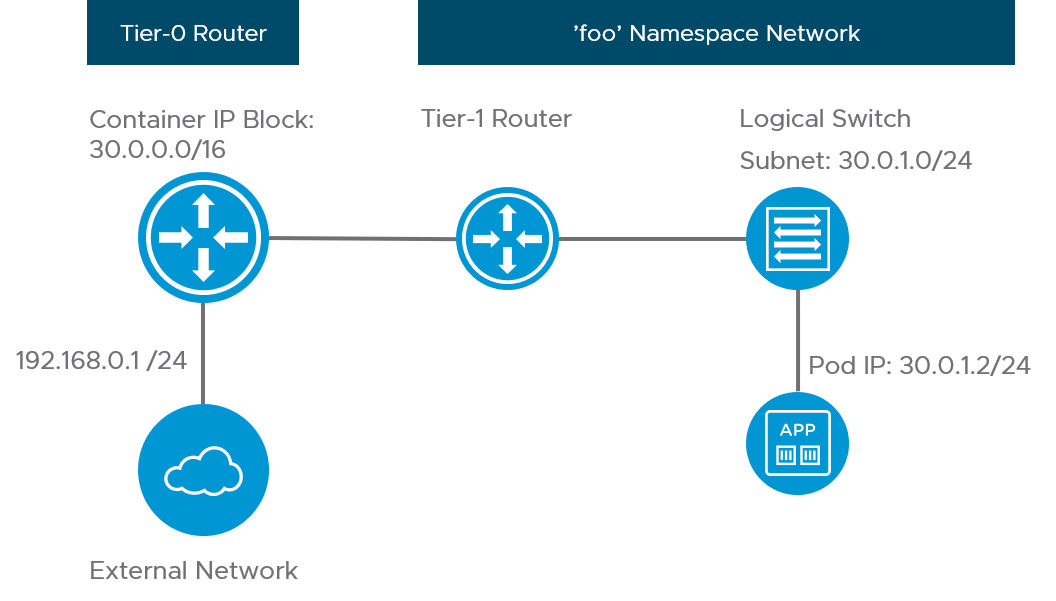 Tier-0 Router
’foo’ Namespace Network
Container IP Block:
30.0.0.0/16
Tier-1 Router
Logical Switch
Subnet: 30.0.1.0/24
192.168.0.1 /24
Pod IP: 30.0.1.2/24
APP
External Network